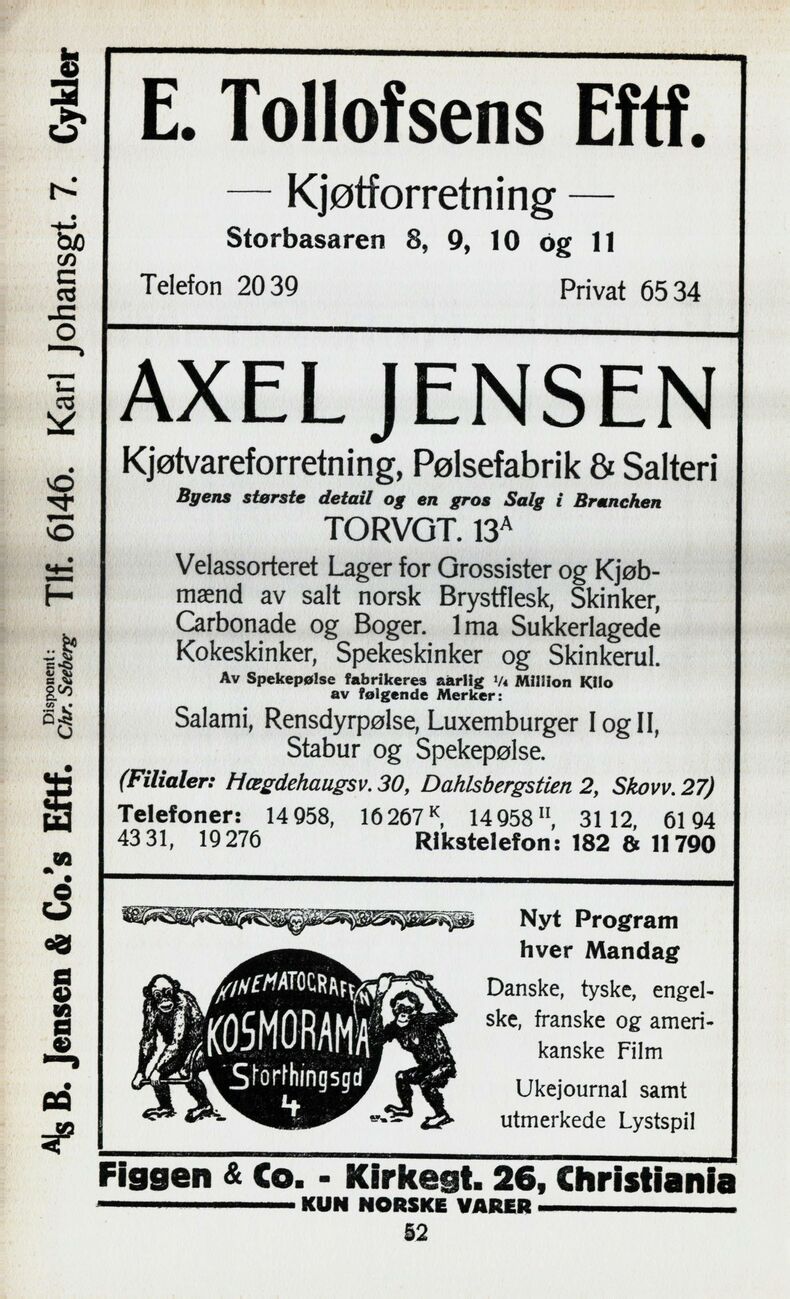 E. Tollofsens Eftf.
— Kjøtforretning —
Storbasaren 8, 9, 10 og 11
Telefon 20 39 Privat 65 34
AXEL JENSEN
Kjøtvareforretning, Pølsefabrik & Salteri
Byens største detail og en gros Salg i Branchen
TORVGT. 13A
Velassorteret Lager for Grossister og Kjøb-
mænd av salt norsk Brystflesk, Skinker,
Carbonade og Boger. 1ma Sukkerlagede
Kokeskinker, Spekeskinker og Skinkerul.
Av Spekepølse fabrikeres aarlig 1/4 Million Kilo
av følgende Merker:
Salami, Rensdyrpølse, Luxemburger I og II,
Stabur og Spekepølse.
(Filialer: Hægdehaugsv. 30, Dahlsbergstien 2, Skovv. 27)
Telefoner: 14 958, 16 267 K, 14 958 II, 31 12, 61 94
43 31, 19 276 Rikstelefon: 182 & 11 790
KINEMATOGRAFEN
KOSMORAMA
Storthingsgd
4
Nyt Program
hver Mandag
Danske, tyske, engel-
ske, franske og ameri-
kanske Film
Ukejournal samt
utmerkede Lystspil
A/S B. Jensen & Co.'s Eftf. Disponent: Chr. Seeberg Tlf. 6146. Karl Johansgt. 7. Cykler
Figgen & Co. - Kirkegt. 26, Christiania
KUN NORSKE VARER
52